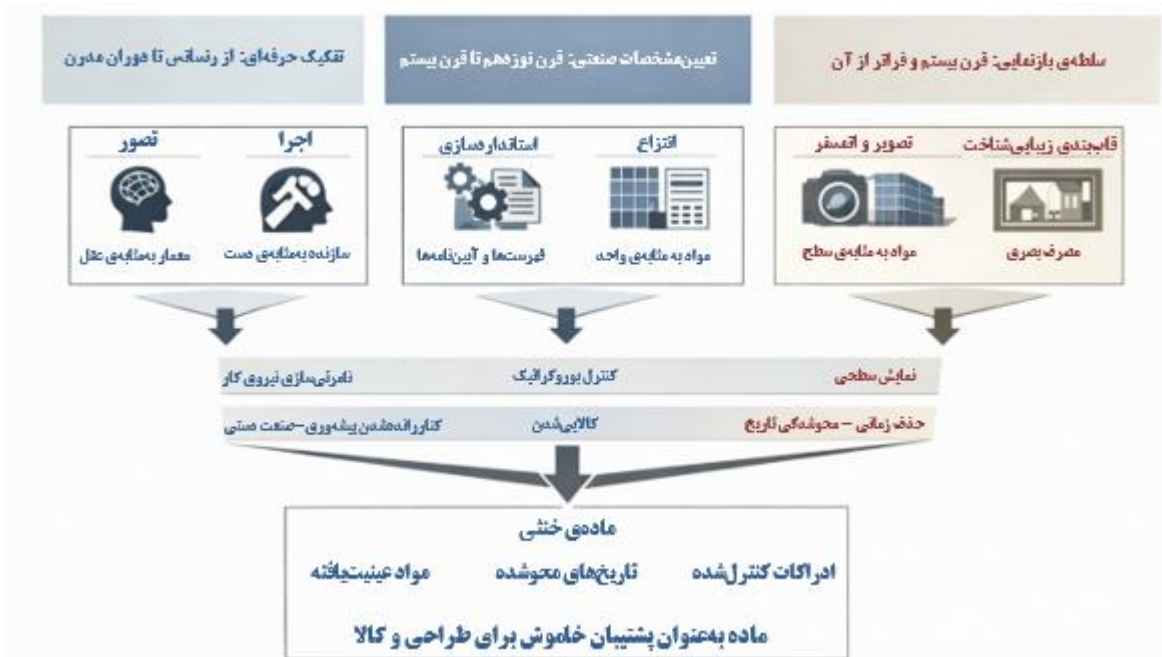 تفکیک حرفه‌ای: از رنسانس تا دوران مدرن
تعیین‌مشخصات صنعتی: قرن نوزدهم تا قرن بیستم
سلطه‌ی بازنمایی: قرن بیستم و فراتر از آن
تصور
اجرا
معمار به‌مثابه‌ی عقل
سازنده به‌مثابه‌ی دست
استانداردسازی
انتزاع
فهرست‌ها و آیین‌نامه‌ها
مواد به مثابه‌ی واحد
تصویر و اتمسفر
قاب‌بندی زیبایی‌شناخت
مواد به مثابه‌ی سطح
مصرف بصری
نامرئی‌سازی نیروی کار
کنترل بوروکراتیک
نمایش سطحی
کنار رانده‌شدن پیشه‌وری-صنعت دستی
کالایی‌شدن
حذف زمانی - محوشدگی تاریخ
ماده‌ی خنثی
ادراکات کنترل‌شده
تاریخ‌های محوشده
مواد عینیت‌یافته
ماده به‌عنوان پشتیبان خاموش برای طراحی و کالا